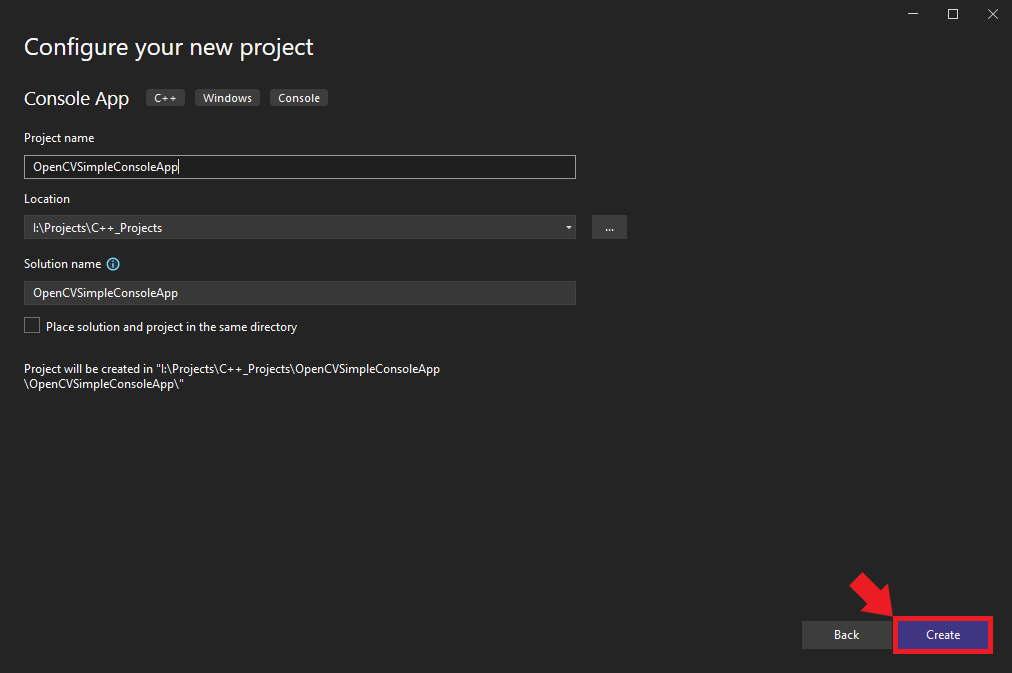 Configure your new project
Console App C++ Windows Console
Project name
OpenCVSimpleConsoleApp
Location
I:\Projects\C++_Projects
...
Solution name
OpenCVSimpleConsoleApp
Place solution and project in the same directory
Project will be created in "I:\Projects\C++_Projects\OpenCVSimpleConsoleApp
\OpenCVSimpleConsoleApp\"
Back Create